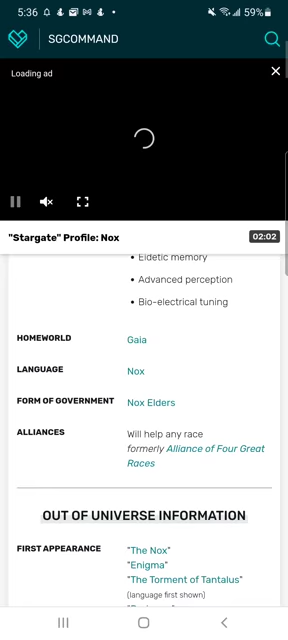 5:36
59%
SGCOMMAND
Loading ad
"Stargate" Profile: Nox
02:02
• Eidetic memory
• Advanced perception
• Bio-electrical tuning
HOMEWORLD
Gaia
LANGUAGE
Nox
FORM OF GOVERNMENT
Nox Elders
ALLIANCES
Will help any race
formerly Alliance of Four Great
Races
OUT OF UNIVERSE INFORMATION
FIRST APPEARANCE
"The Nox"
"Enigma"
"The Torment of Tantalus"
(language first shown)